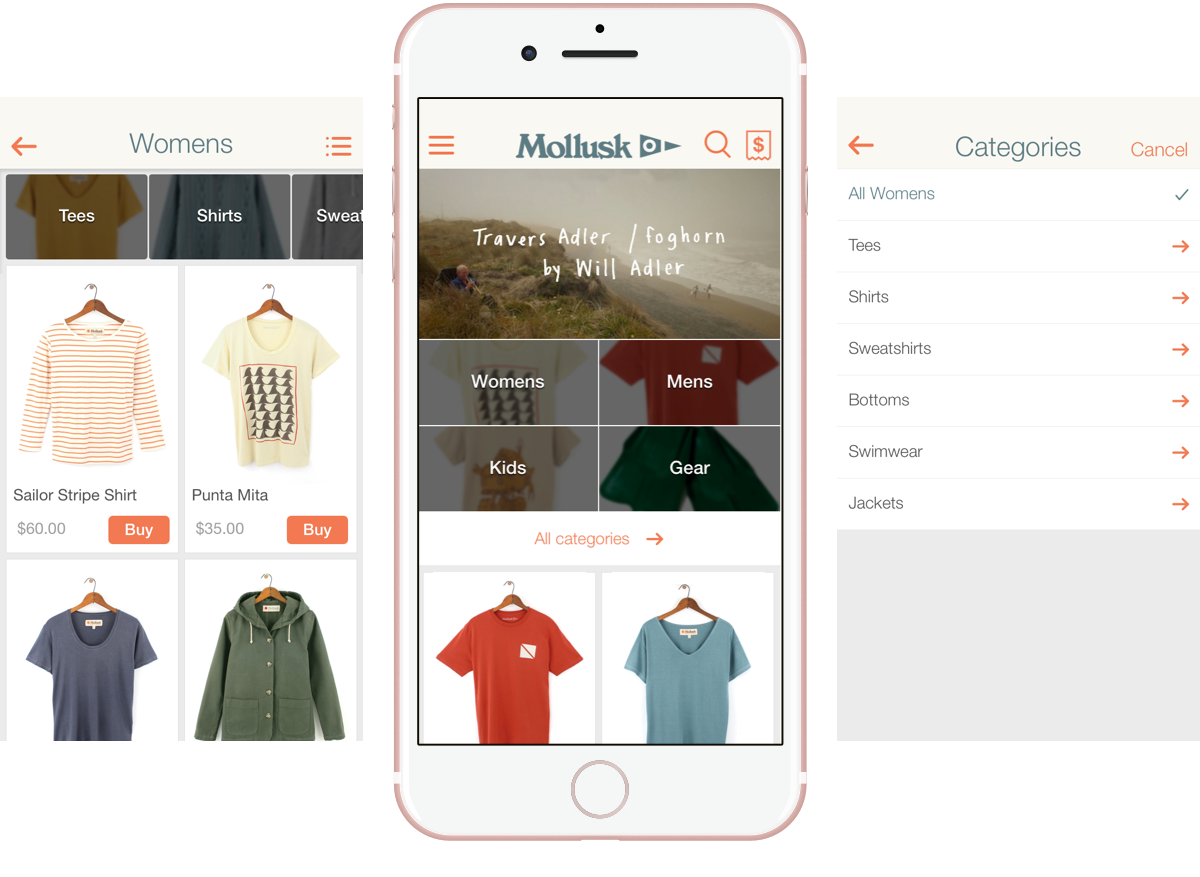 Womens
Tees
Shirts
Sweat
Sailor Stripe Shirt
$60.00
Buy
Punta Mita
$35.00
Buy
Mollusk
$
Travers Adler / foghorn
by Will Adler
Womens
Mens
Kids
Gear
All categories
Categories
Cancel
All Womens
Tees
Shirts
Sweatshirts
Bottoms
Swimwear
Jackets